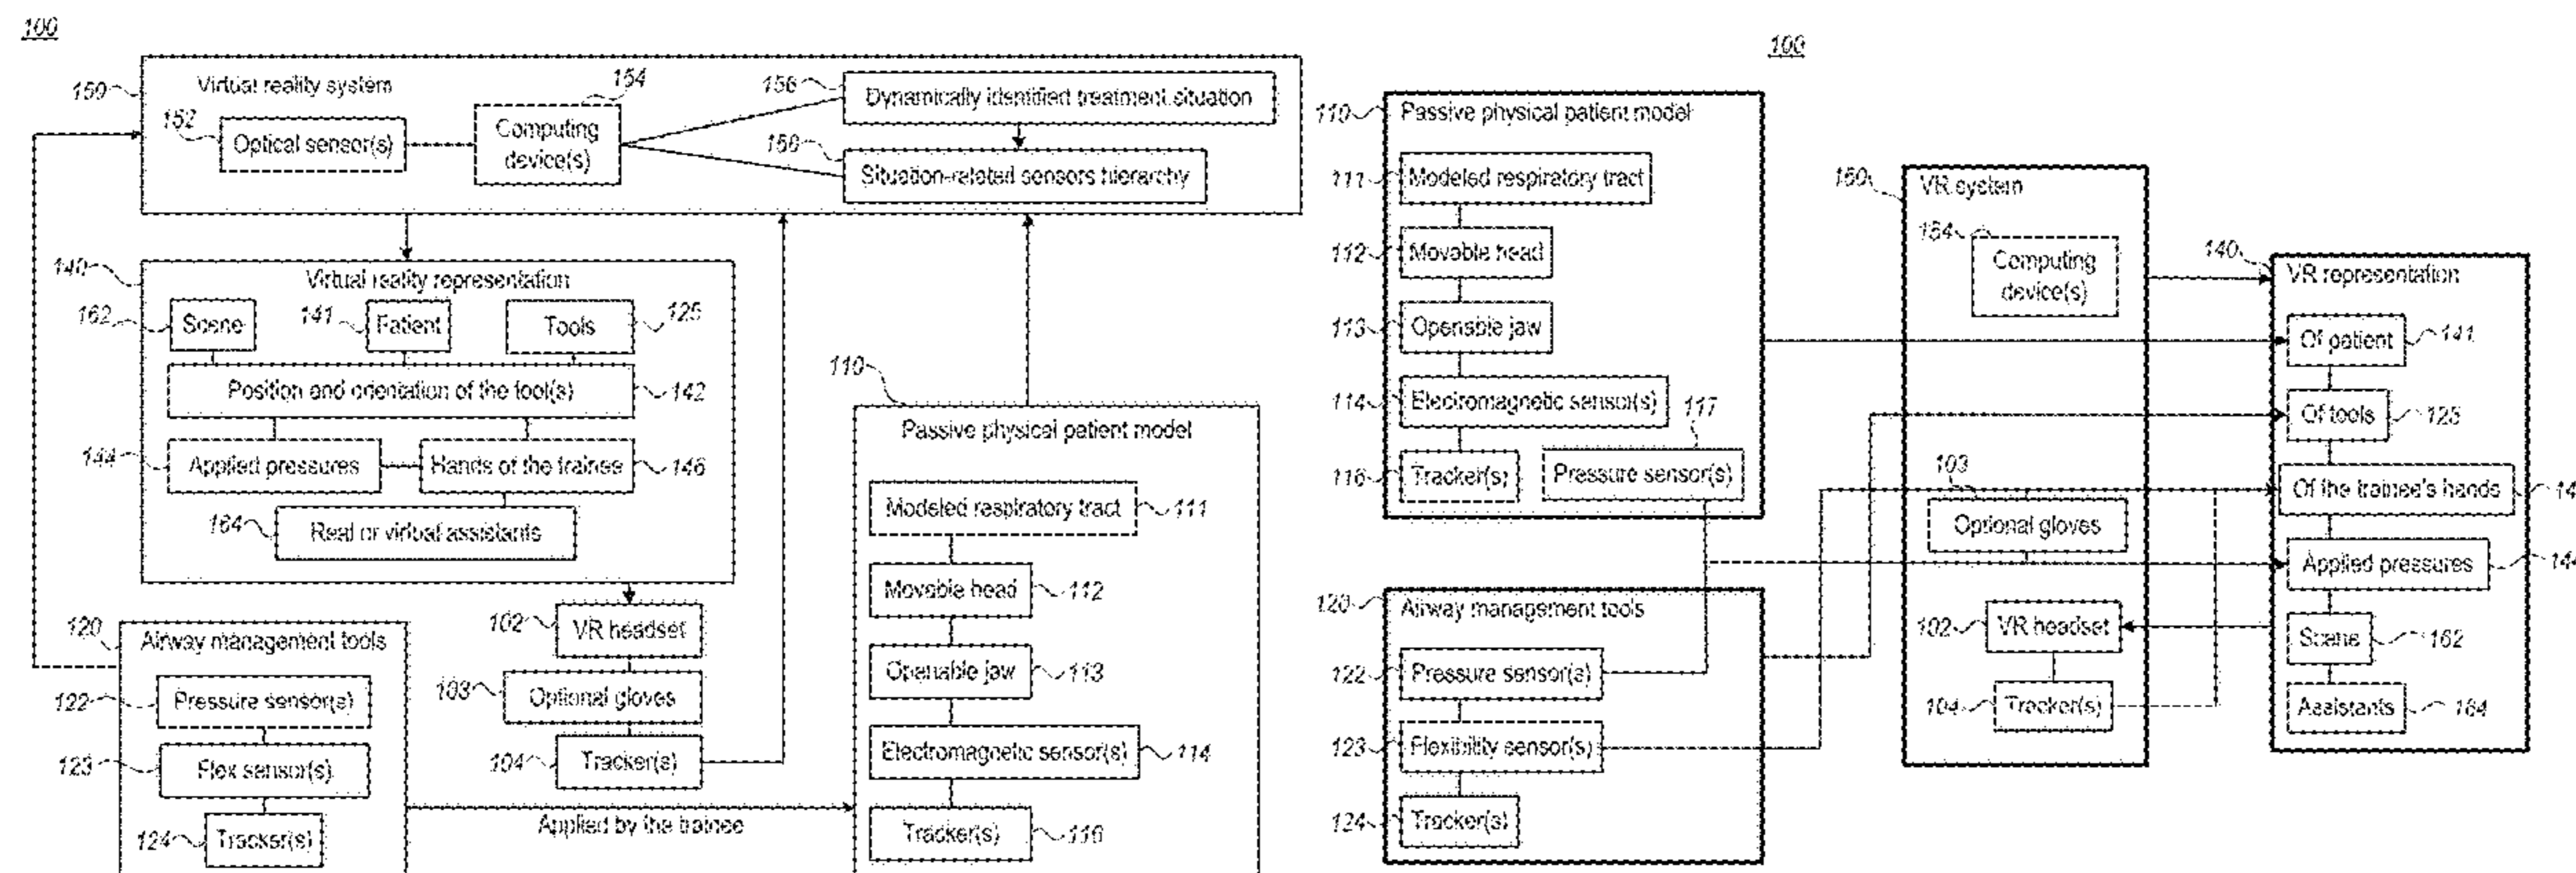 100
Virtual reality system
150
152
Optical sensor(s)
154
Computing
device(s)
156
Dynamically identified treatment situation
158
Situation-related sensors hierarchy
140
Virtual reality representation
162
Scene
141
Patient
Tools
125
Position and orientation of the tool(s)
142
144
Applied pressures
Hands of the trainee
146
164
Real or virtual assistants
120
Airway management tools
122
Pressure sensor(s)
123
Flex sensor(s)
124
Tracker(s)
102
VR headset
103
Optional gloves
104
Tracker(s)
Applied by the trainee
110
Passive physical patient model
Modeled respiratory tract
111
Movable head
112
Openable jaw
113
Electromagnetic sensor(s)
114
Tracker(s)
116
100
110
Passive physical patient model
111
Modeled respiratory tract
112
Movable head
113
Openable jaw
114
Electromagnetic sensor(s)
116
Tracker(s)
117
Pressure sensor(s)
120
Airway management tools
122
Pressure sensor(s)
123
Flexibility sensor(s)
124
Tracker(s)
150
VR system
154
Computing
device(s)
103
Optional gloves
102
VR headset
104
Tracker(s)
140
VR representation
Of patient
141
Of tools
125
Of the trainee's hands
Applied pressures
Scene
162
Assistants
164